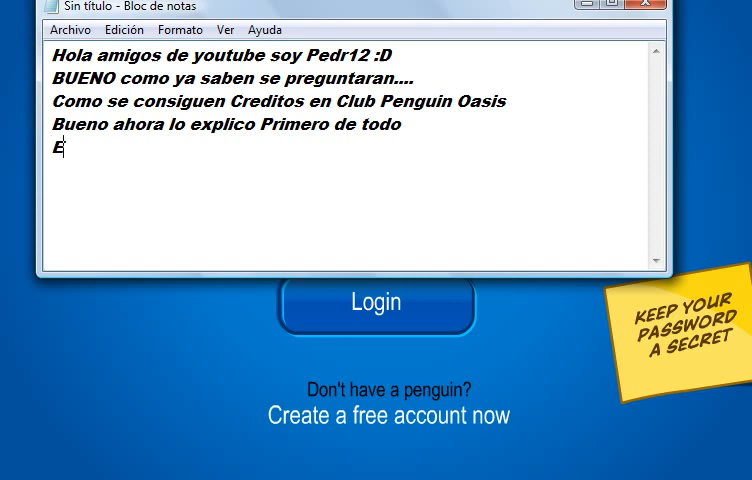 Sin título - Bloc de notas
Archivo Edición Formato Ver Ayuda
Hola amigos de youtube soy Pedr12 :D
BUENO como ya saben se preguntaran....
Como se consiguen Creditos en Club Penguin Oasis
Bueno ahora lo explico Primero de todo
E
Login
KEEP YOUR
PASSWORD
A SECRET
Don't have a penguin?
Create a free account now